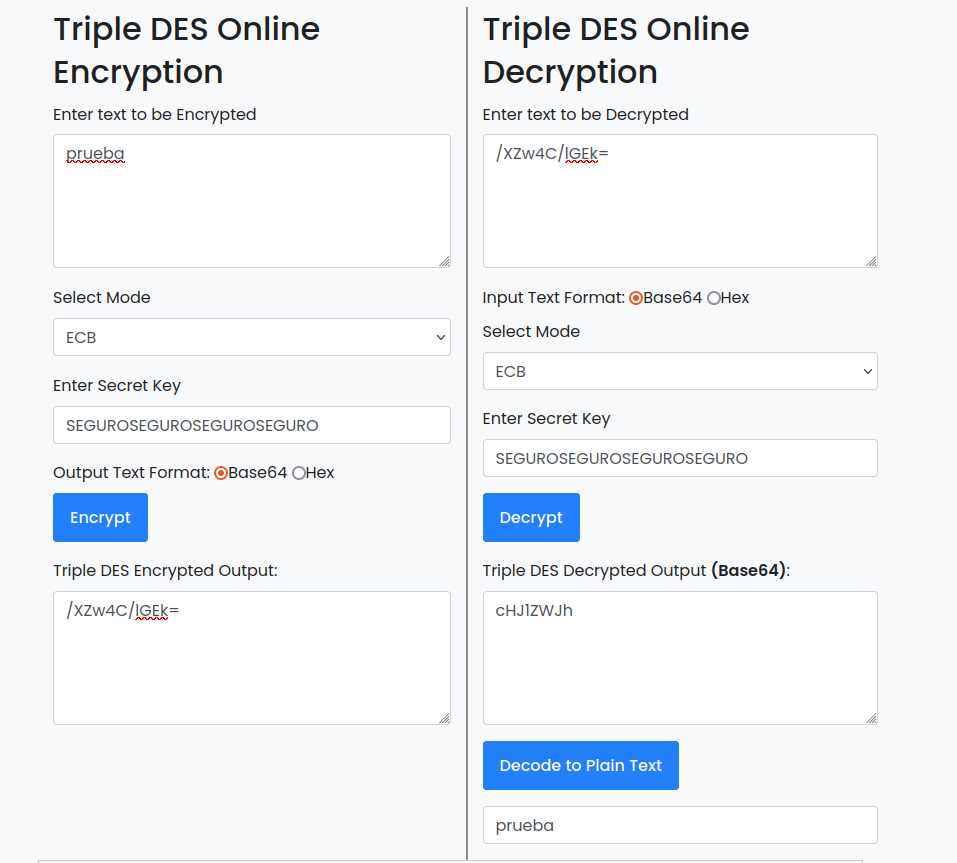 Triple DES Online
Encryption
Enter text to be Encrypted
prueba
Select Mode
ECB
Enter Secret Key
SEGUROSEGUROSEGUROSEGURO
Output Text Format: Base64 Hex
Encrypt
Triple DES Encrypted Output:
/XZw4C/lGEk=
Triple DES Online
Decryption
Enter text to be Decrypted
/XZw4C/lGEk=
Input Text Format: Base64 Hex
Select Mode
ECB
Enter Secret Key
SEGUROSEGUROSEGUROSEGURO
Decrypt
Triple DES Decrypted Output (Base64):
cHJ1ZWJh
Decode to Plain Text
prueba